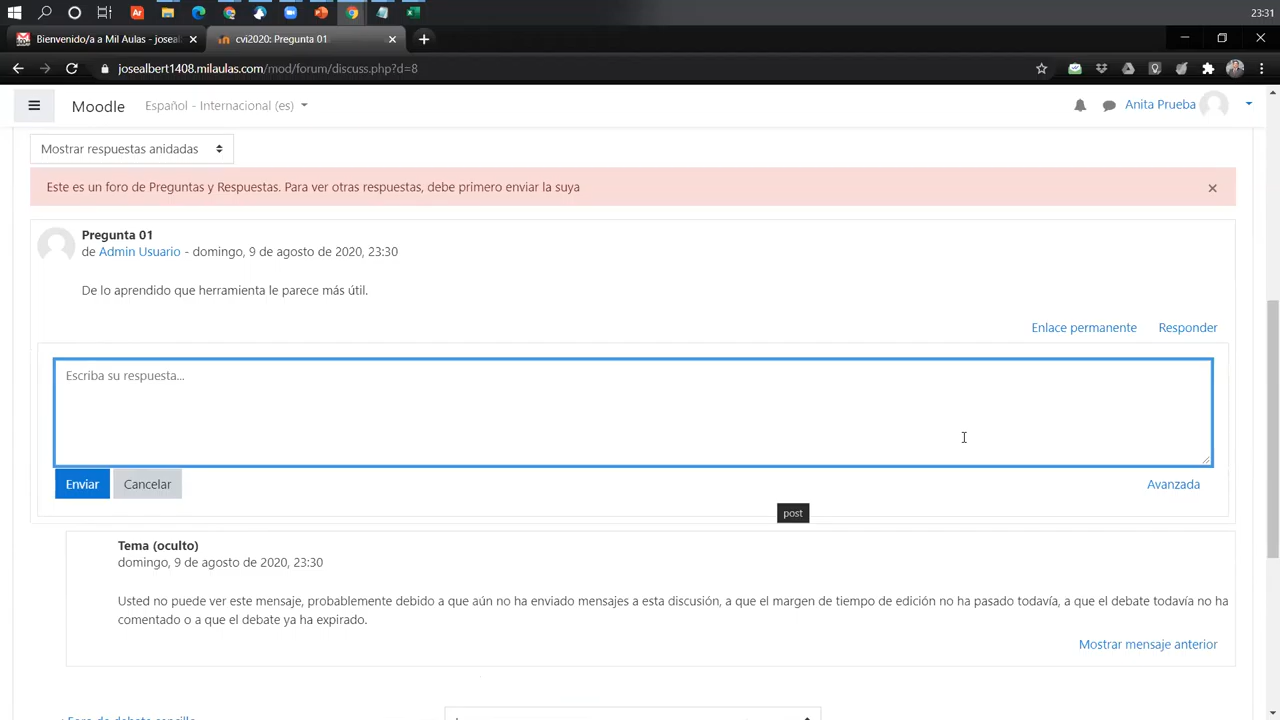 23:31
Bienvenido/a a Mil Aulas - joseal
cvi2020: Pregunta 01
josealbert1408.milaulas.com/mod/forum/discuss.php?d=8
Moodle
Español - Internacional (es)
Anita Prueba
Mostrar respuestas anidadas
Este es un foro de Preguntas y Respuestas. Para ver otras respuestas, debe primero enviar la suya
Pregunta 01
de Admin Usuario - domingo, 9 de agosto de 2020, 23:30
De lo aprendido que herramienta le parece más útil.
Enlace permanente Responder
Escriba su respuesta...
Enviar Cancelar Avanzada
post
Tema (oculto)
domingo, 9 de agosto de 2020, 23:30
Usted no puede ver este mensaje, probablemente debido a que aún no ha enviado mensajes a esta discusión, a que el margen de tiempo de edición no ha pasado todavía, a que el debate todavía no ha
comentado o a que el debate ya ha expirado.
Mostrar mensaje anterior
Foro de debate sencillo